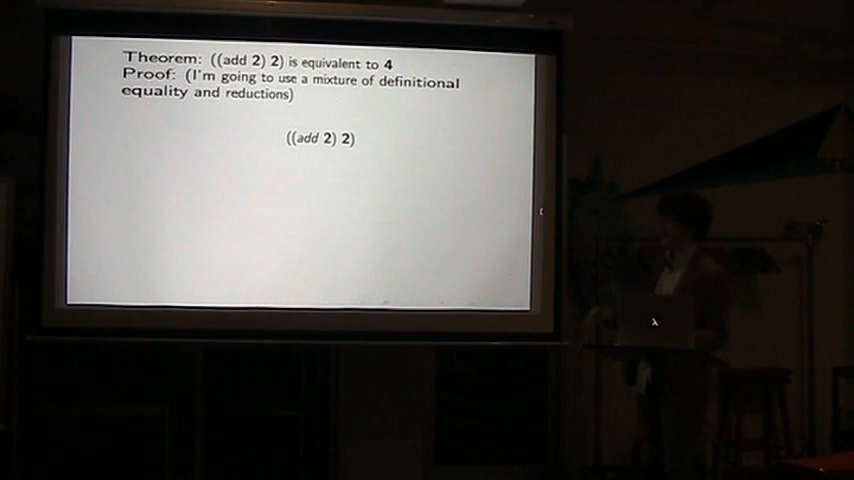 Theorem: ((add 2) 2) is equivalent to 4
Proof: (I'm going to use a mixture of definitional
equality and reductions)
((add 2) 2)
λ